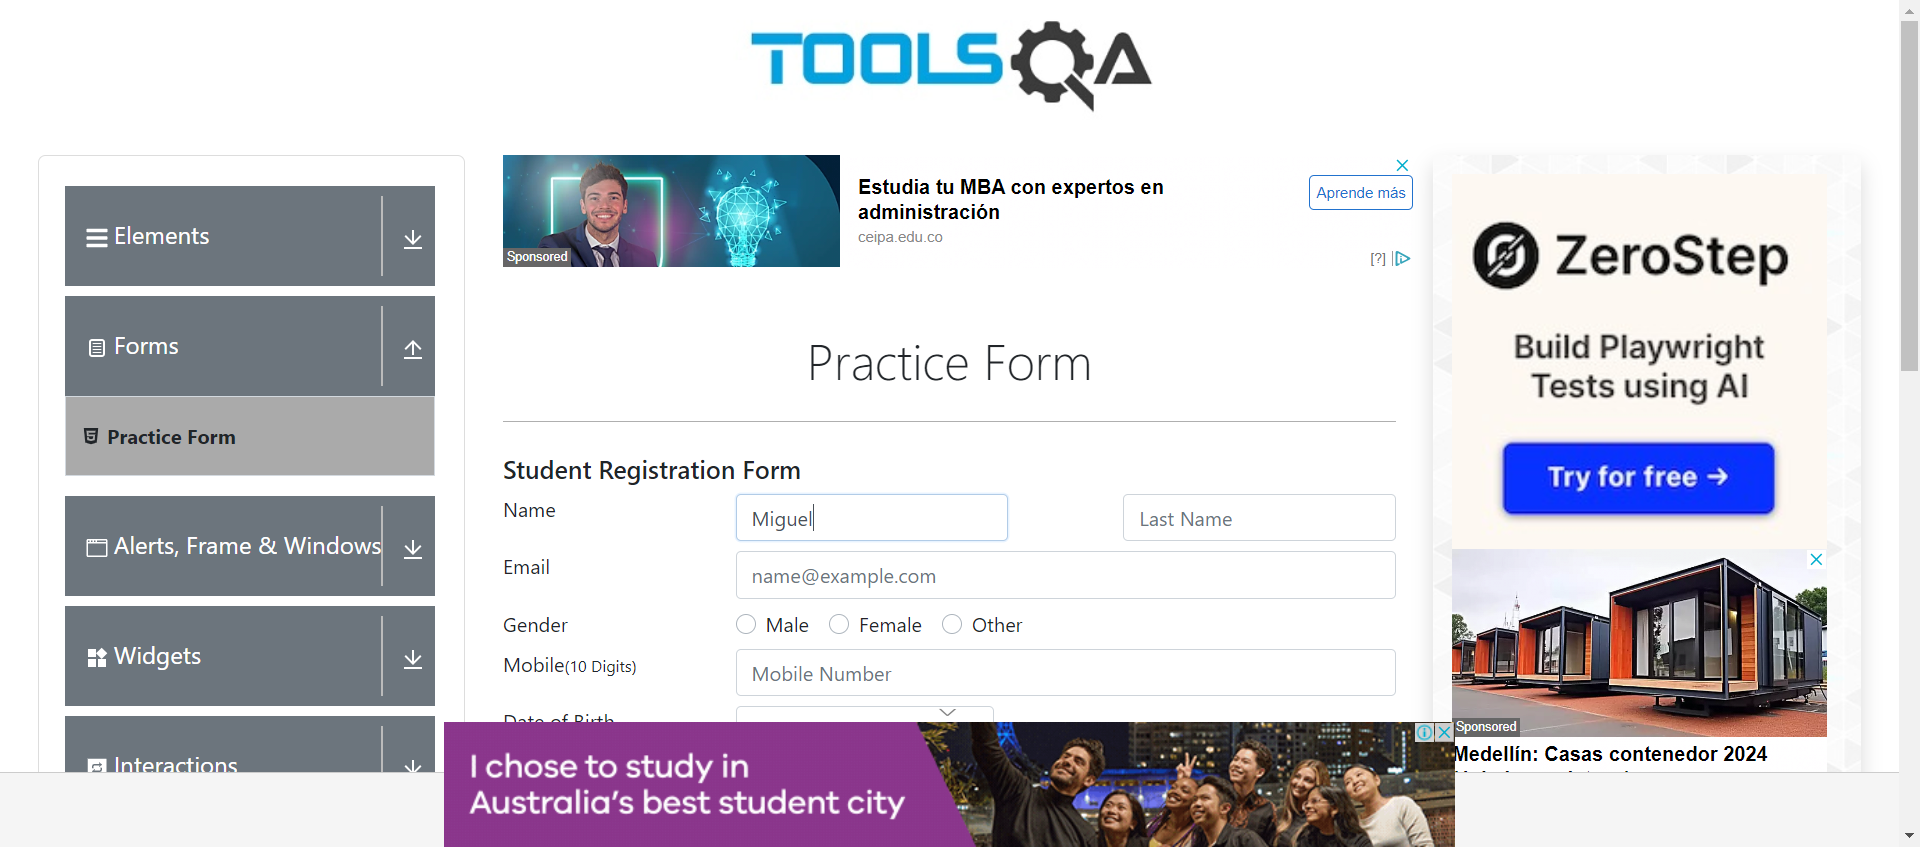 TOOLSQA
Elements
Forms
Practice Form
Alerts, Frame & Windows
Widgets
Interactions
Sponsored
Estudia tu MBA con expertos en
administración
ceipa.edu.co
Aprende más
[?]
Practice Form
Student Registration Form
Name
Miguel
Last Name
Email
name@example.com
Gender
Male
Female
Other
Mobile(10 Digits)
Mobile Number
Date of Birth
I chose to study in
Australia's best student city
ZeroStep
Build Playwright
Tests using AI
Try for free →
Sponsored
Medellín: Casas contenedor 2024